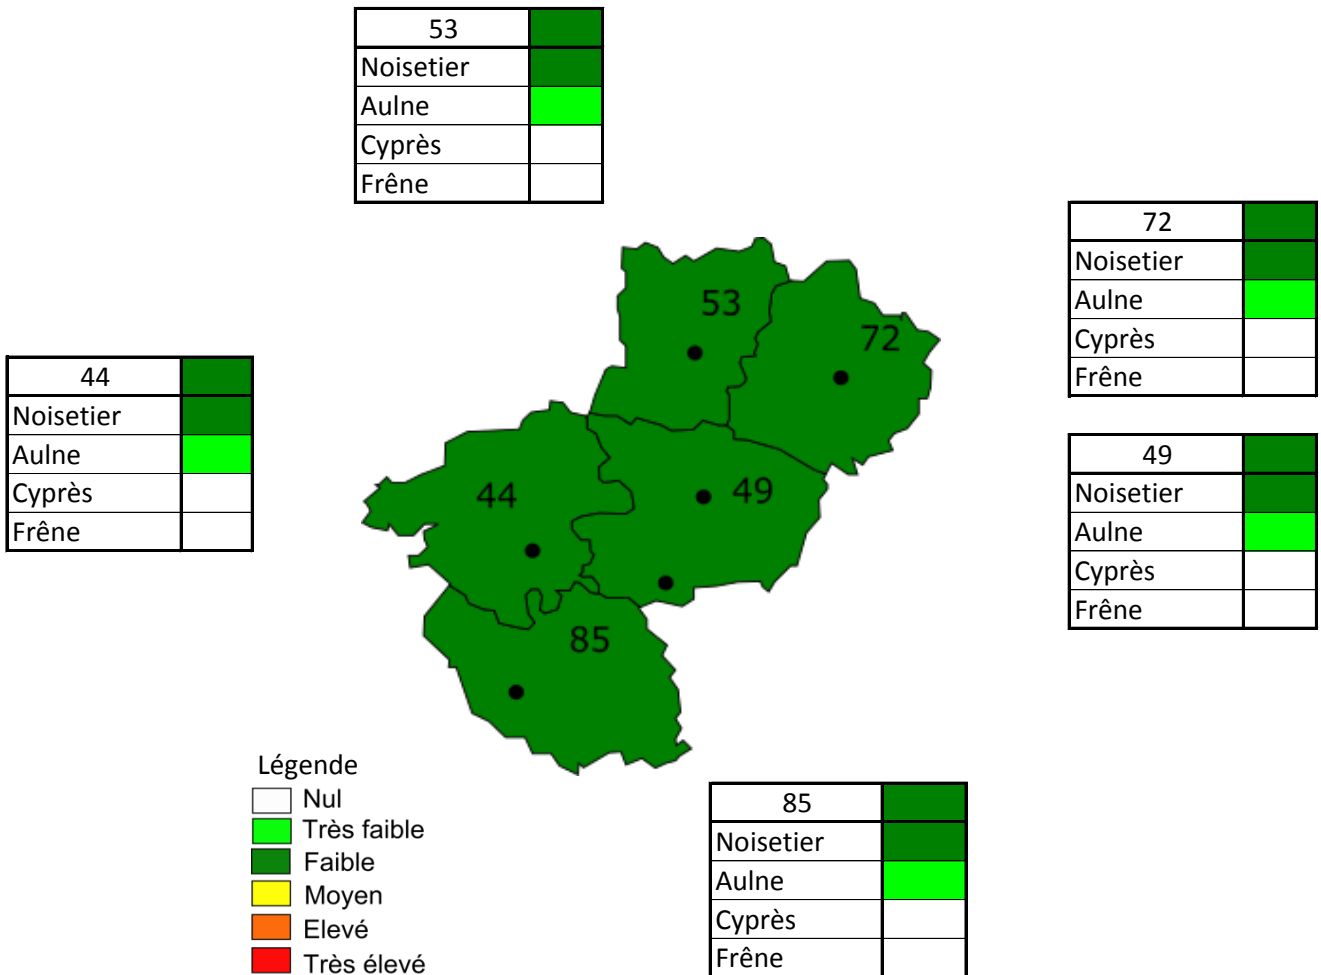 53
Noisetier
Aulne
Cyprès
Frêne
72
Noisetier
Aulne
Cyprès
Frêne
44
Noisetier
Aulne
Cyprès
Frêne
49
Noisetier
Aulne
Cyprès
Frêne
53
72
44
49
85
Légende
Nul
Très faible
Faible
Moyen
Elevé
Très élevé
85
Noisetier
Aulne
Cyprès
Frêne